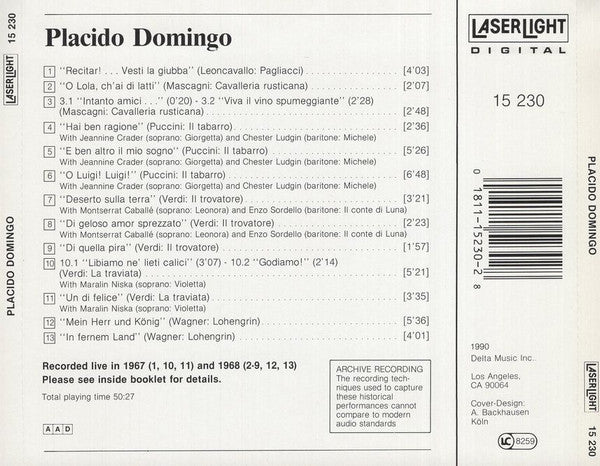 LASERLIGHT 15 230
PLACIDO DOMINGO
Placido Domingo
1 "Recitar! . . . Vesti la giubba" (Leoncavallo: Pagliacci) [4'03]
2 "O Lola, ch'ai di latti" (Mascagni: Cavalleria rusticana) [2'07]
3 3.1 "Intanto amici . . ." (0'20) - 3.2 "Viva il vino spumeggiante" (2'28)
(Mascagni: Cavalleria rusticana) [2'48]
4 "Hai ben ragione" (Puccini: Il tabarro) [2'36]
With Jeannine Crader (soprano: Giorgetta) and Chester Ludgin (baritone: Michele)
5 "E ben altro il mio sogno" (Puccini: Il tabarro) [5'26]
With Jeannine Crader (soprano: Giorgetta) and Chester Ludgin (baritone: Michele)
6 "O Luigi! Luigi!" (Puccini: Il tabarro) [6'48]
With Jeannine Crader (soprano: Giorgetta) and Chester Ludgin (baritone: Michele)
7 "Deserto sulla terra" (Verdi: Il trovatore) [3'21]
With Montserrat Caballé (soprano: Leonora) and Enzo Sordello (baritone: Il conte di Luna)
8 "Di geloso amor sprezzato" (Verdi: Il trovatore) [2'23]
With Montserrat Caballé (soprano: Leonora) and Enzo Sordello (baritone: Il conte di Luna)
9 "Di quella pira" (Verdi: Il trovatore) [1'57]
10 10.1 "Libiamo ne' lieti calici" (3'07) - 10.2 "Godiamo!" (2'14)
(Verdi: La traviata) [5'21]
With Maralin Niska (soprano: Violetta)
11 "Un di felice" (Verdi: La traviata) [3'35]
With Maralin Niska (soprano: Violetta)
12 "Mein Herr und König" (Wagner: Lohengrin) [5'36]
13 "In fernem Land" (Wagner: Lohengrin) [4'01]
Recorded live in 1967 (1, 10, 11) and 1968 (2-9, 12, 13)
Please see inside booklet for details.
Total playing time 50:27
AAD
ARCHIVE RECORDING
The recording tech-
niques used to capture
these historical
performances cannot
compare to modern
audio standards
LASERLIGHT
DIGITAL
15 230
0 18111-15230-2 8
1990
Delta Music Inc.
Los Angeles,
CA 90064
Cover-Design:
A. Backhausen
Köln
LC 8259
PLACIDO DOMINGO
LASERLIGHT 15 230